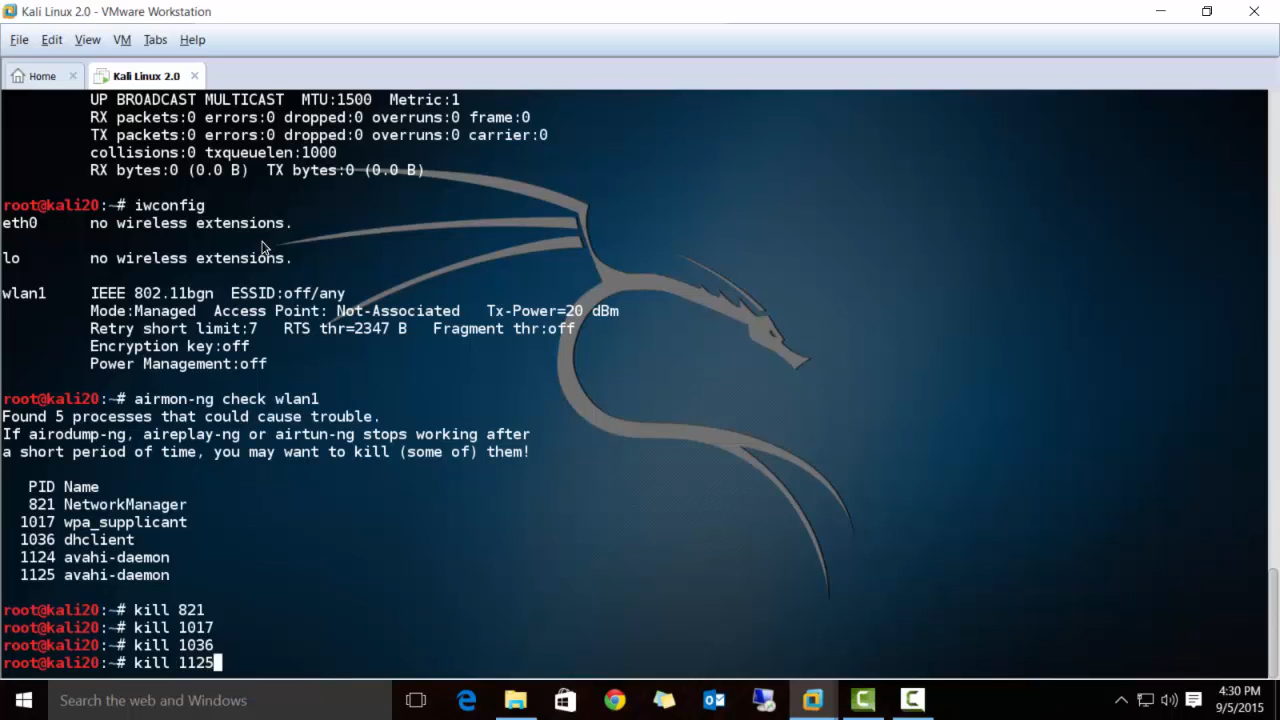 Kali Linux 2.0 - VMware Workstation
File Edit View VM Tabs Help
Home Kali Linux 2.0
UP BROADCAST MULTICAST  MTU:1500  Metric:1
RX packets:0 errors:0 dropped:0 overruns:0 frame:0
TX packets:0 errors:0 dropped:0 overruns:0 carrier:0
collisions:0 txqueuelen:1000
RX bytes:0 (0.0 B)  TX bytes:0 (0.0 B)
root@kali20:~# iwconfig
eth0      no wireless extensions.
lo        no wireless extensions.
wlan1     IEEE 802.11bgn  ESSID:off/any
Mode:Managed  Access Point: Not-Associated   Tx-Power=20 dBm
Retry short limit:7   RTS thr=2347 B   Fragment thr:off
Encryption key:off
Power Management:off
root@kali20:~# airmon-ng check wlan1
Found 5 processes that could cause trouble.
If airodump-ng, aireplay-ng or airtun-ng stops working after
a short period of time, you may want to kill (some of) them!
PID Name
821 NetworkManager
1017 wpa_supplicant
1036 dhclient
1124 avahi-daemon
1125 avahi-daemon
root@kali20:~# kill 821
root@kali20:~# kill 1017
root@kali20:~# kill 1036
root@kali20:~# kill 1125
Search the web and Windows
4:30 PM
9/5/2015